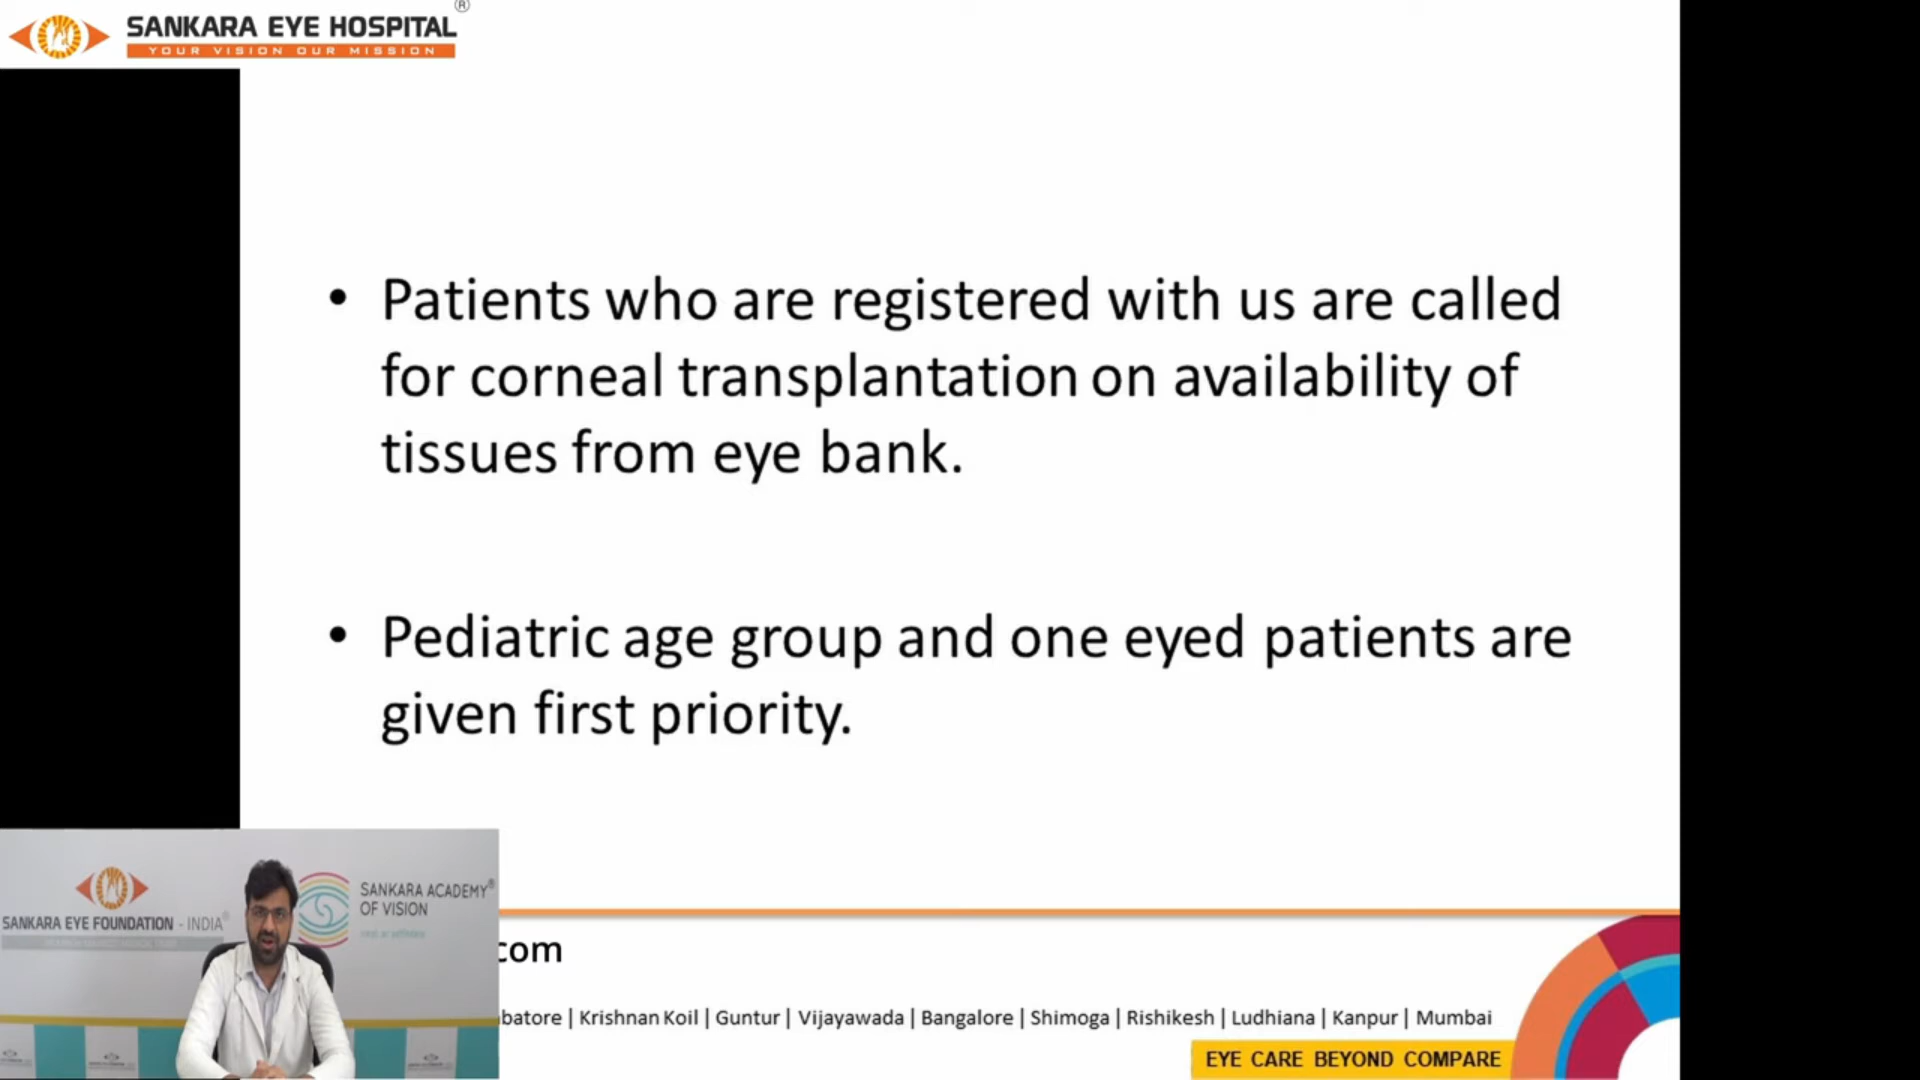 SANKARA EYE HOSPITAL®
YOUR VISION OUR MISSION
• Patients who are registered with us are called
for corneal transplantation on availability of
tissues from eye bank.
• Pediatric age group and one eyed patients are
given first priority.
SANKARA EYE FOUNDATION - INDIA®
SANKARA ACADEMY®
OF VISION
com
batore | Krishnan Koil | Guntur | Vijayawada | Bangalore | Shimoga | Rishikesh | Ludhiana | Kanpur | Mumbai
EYE CARE BEYOND COMPARE